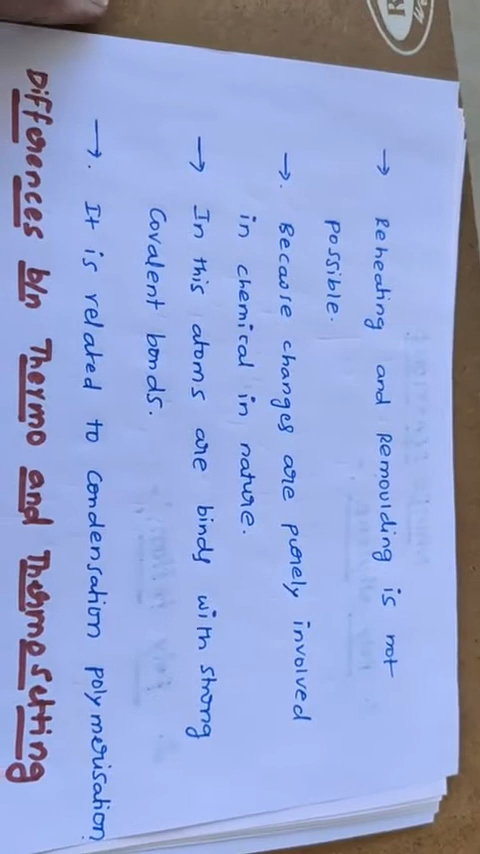 → Reheating and Remoulding is not
possible.
→. Because changes are purely involved
in chemical in nature.
→ In this atoms are binds with strong
Covalent bonds.
→. It is related to Condensation polymerisation.
Differences b/n Thermo and Thermosetting